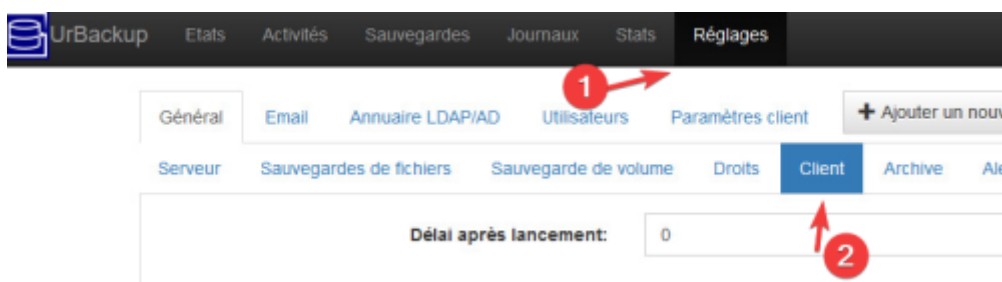 UrBackup Etats Activités Sauvegardes Journaux Stats Réglages
1
Général Email Annuaire LDAP/AD Utilisateurs Paramètres client + Ajouter un
Serveur Sauvegardes de fichiers Sauvegarde de volume Droits Client Archive
Délai après lancement: 0
2